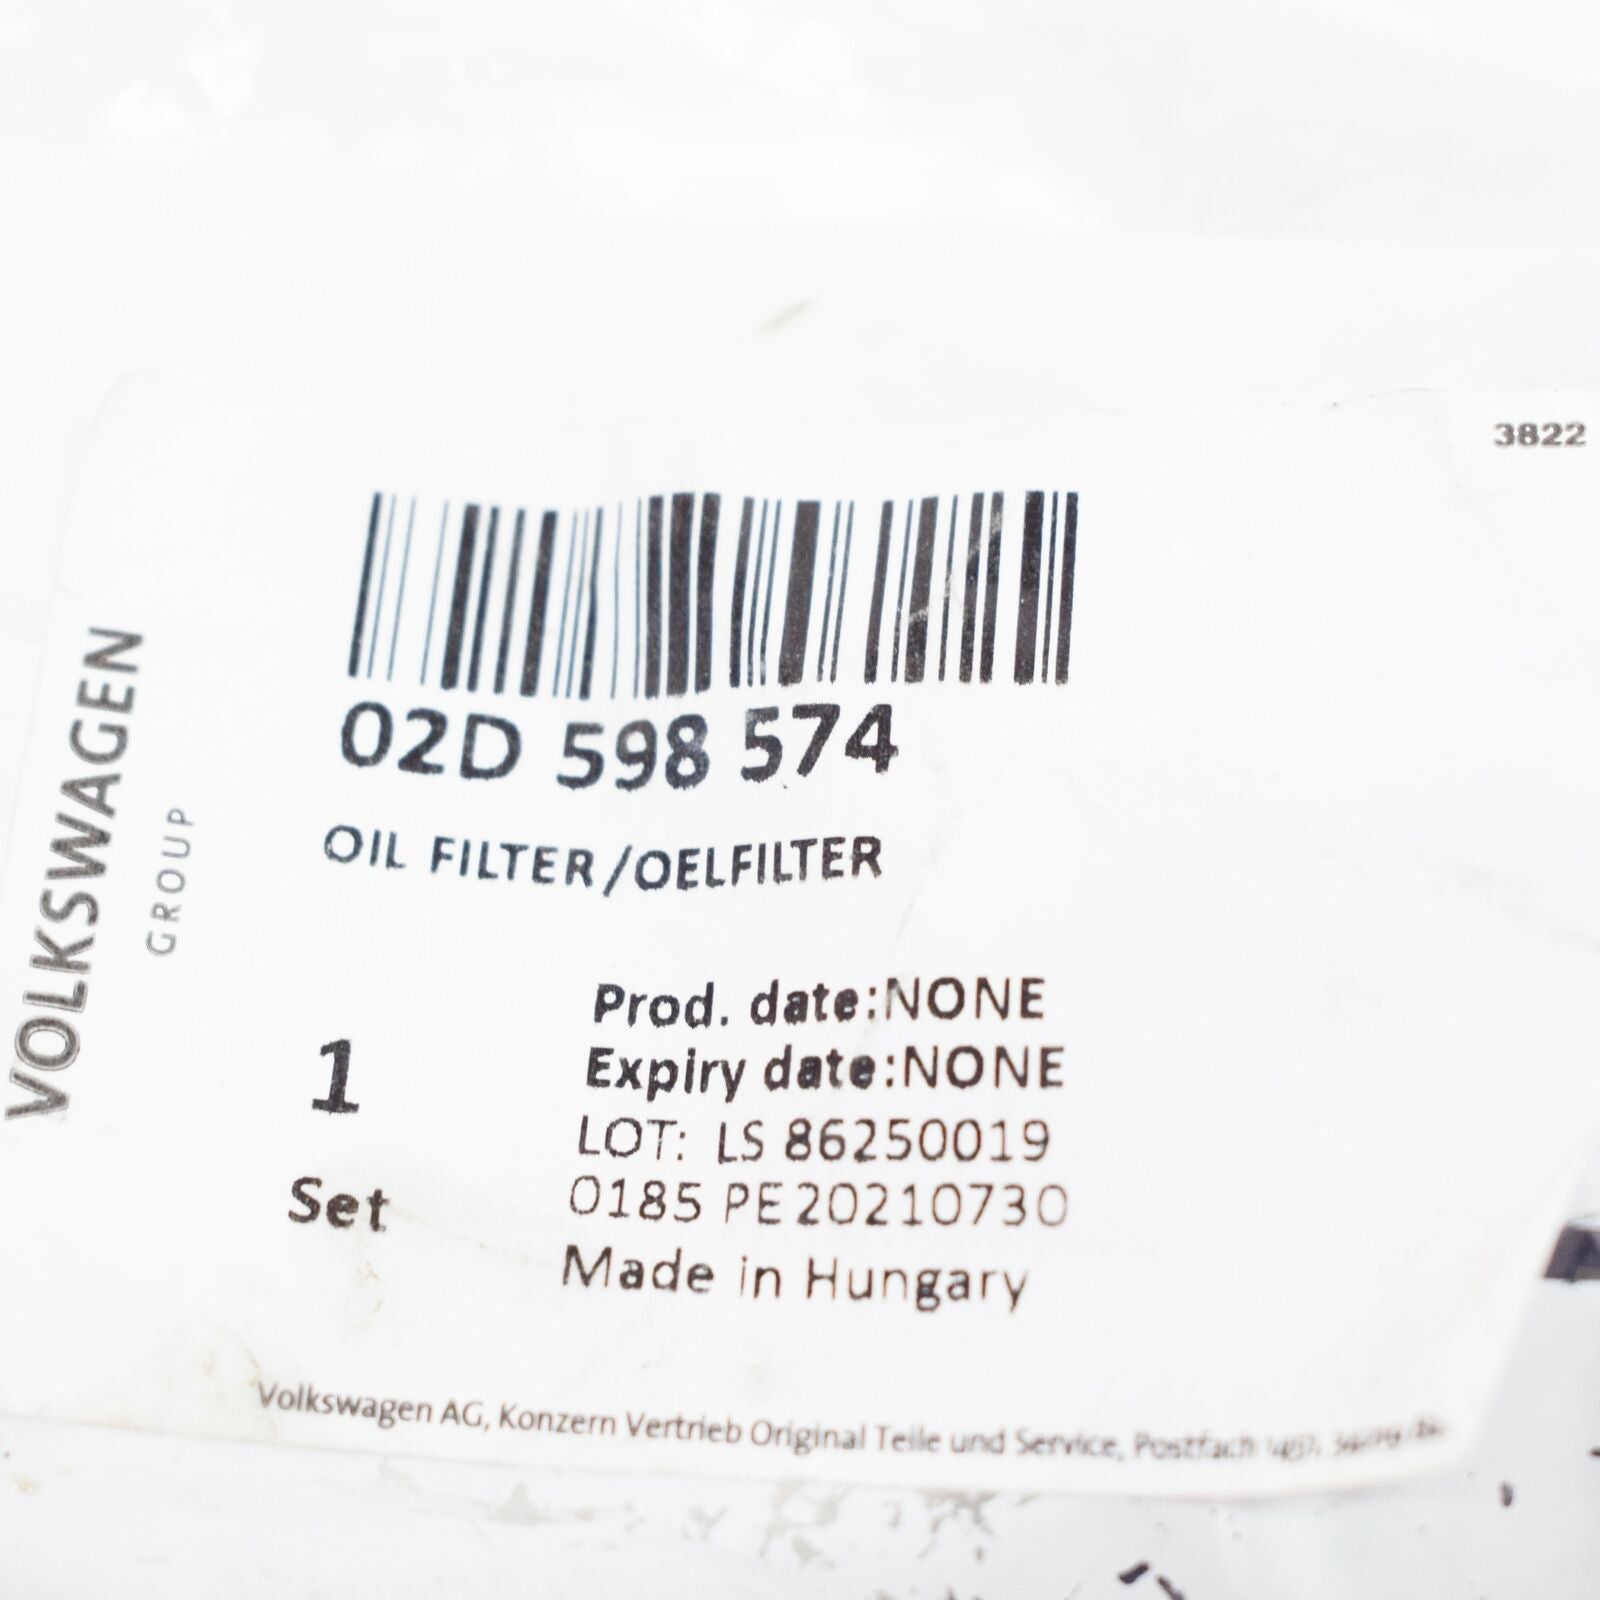 3822
VOLKSWAGEN
GROUP
02D 598 574
OIL FILTER/OELFILTER
Prod. date:NONE
Expiry date:NONE
1
LOT: LS 86250019
Set
0185 PE20210730
Made in Hungary
Volkswagen AG, Konzern Vertrieb Original Teile und Service, Postfach